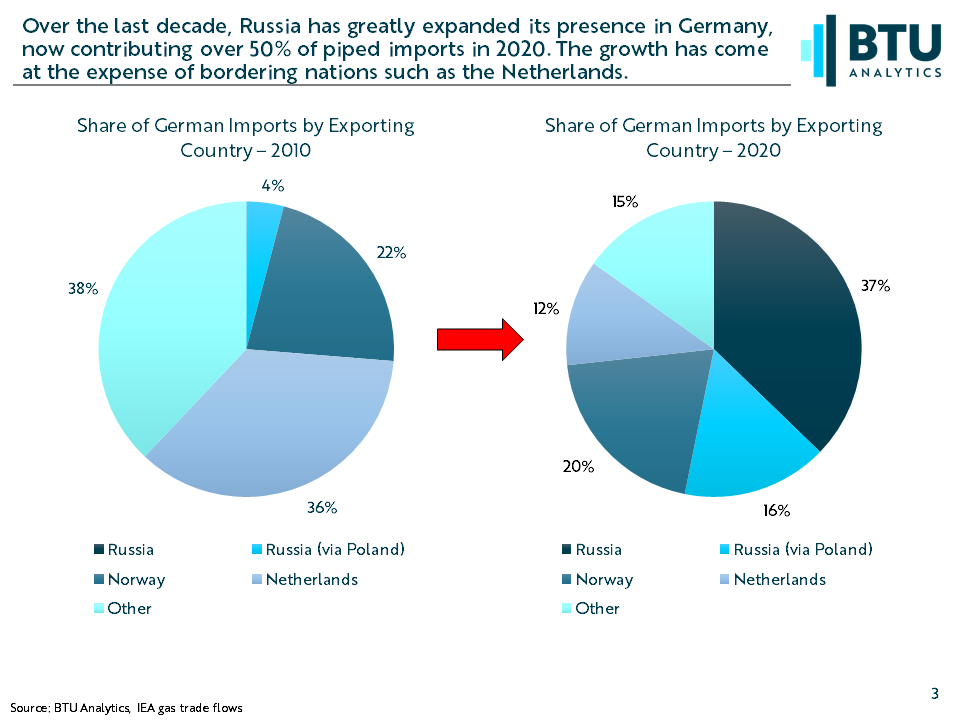 Over the last decade, Russia has greatly expanded its presence in Germany,
now contributing over 50% of piped imports in 2020. The growth has come
at the expense of bordering nations such as the Netherlands.
BTU
ANALYTICS
Share of German Imports by Exporting
Country – 2010
4%
22%
38%
36%
Russia
Russia (via Poland)
Norway
Netherlands
Other
Share of German Imports by Exporting
Country – 2020
15%
37%
12%
20%
16%
Russia
Russia (via Poland)
Norway
Netherlands
Other
3
Source: BTU Analytics, IEA gas trade flows